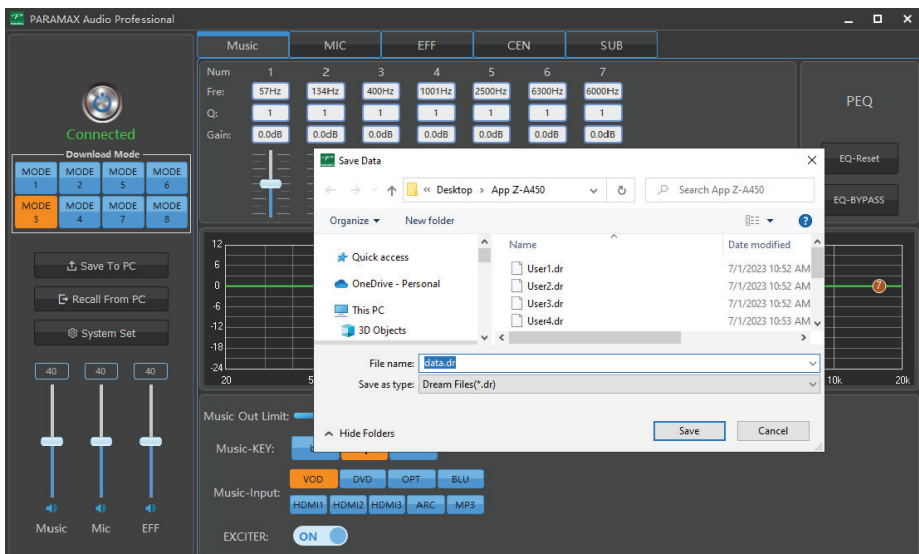 PARAMAX Audio Professional
Music MIC EFF CEN SUB
Num 1 2 3 4 5 6 7
Fre: 57Hz 134Hz 400Hz 1001Hz 2500Hz 6300Hz 6000Hz
Q: 1 1 1 1 1 1 1
Gain: 0.0dB 0.0dB 0.0dB 0.0dB 0.0dB 0.0dB 0.0dB
PEQ
EQ-Reset
EQ-BYPASS
Connected
Download Mode
MODE 1 MODE 2 MODE 5 MODE 6
MODE 3 MODE 4 MODE 7 MODE 8
Save To PC
Recall From PC
System Set
40 40 40
Music Mic EFF
Save Data
« Desktop > App Z-A450
Search App Z-A450
Organize New folder
Quick access
OneDrive - Personal
This PC
3D Objects
Name Date modified
User1.dr 7/1/2023 10:52 AM
User2.dr 7/1/2023 10:52 AM
User3.dr 7/1/2023 10:52 AM
User4.dr 7/1/2023 10:53 AM
File name: data.dr
Save as type: Dream Files(*.dr)
Hide Folders
Save Cancel
12
6
0
-6
-12
-18
-24
20 5 10k 20k
7
Music Out Limit:
Music-KEY:
Music-Input:
VOD DVD OPT BLU
HDMI1 HDMI2 HDMI3 ARC MP3
EXCITER: ON